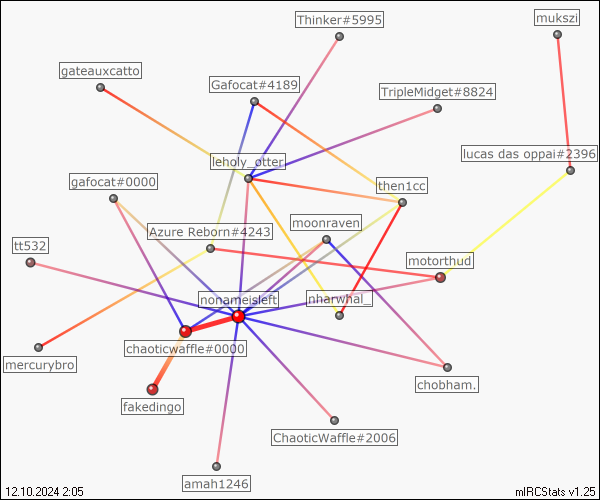 Thinker#5995
mukszi
gateauxcatto
Gafocat#4189
TripleMidget#8824
leholy_otter
lucas das oppai#2396
gafocat#0000
then1cc
Azure Reborn#4243
moonraven
tt532
motorthud
nonameisleft
nharwhal_
chaoticwaffle#0000
mercurybro
chobham.
fakedingo
ChaoticWaffle#2006
amah1246
12.10.2024 2:05
mIRCStats v1.25